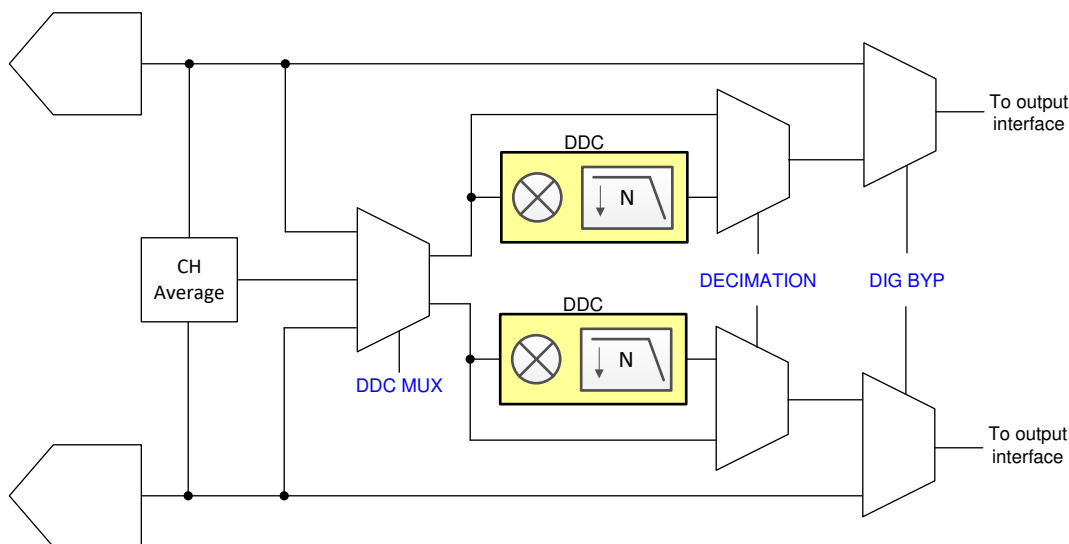 To output
interface
DDC
N
CH
Average
DECIMATION
DIG BYP
DDC
N
DDC MUX
To output
interface